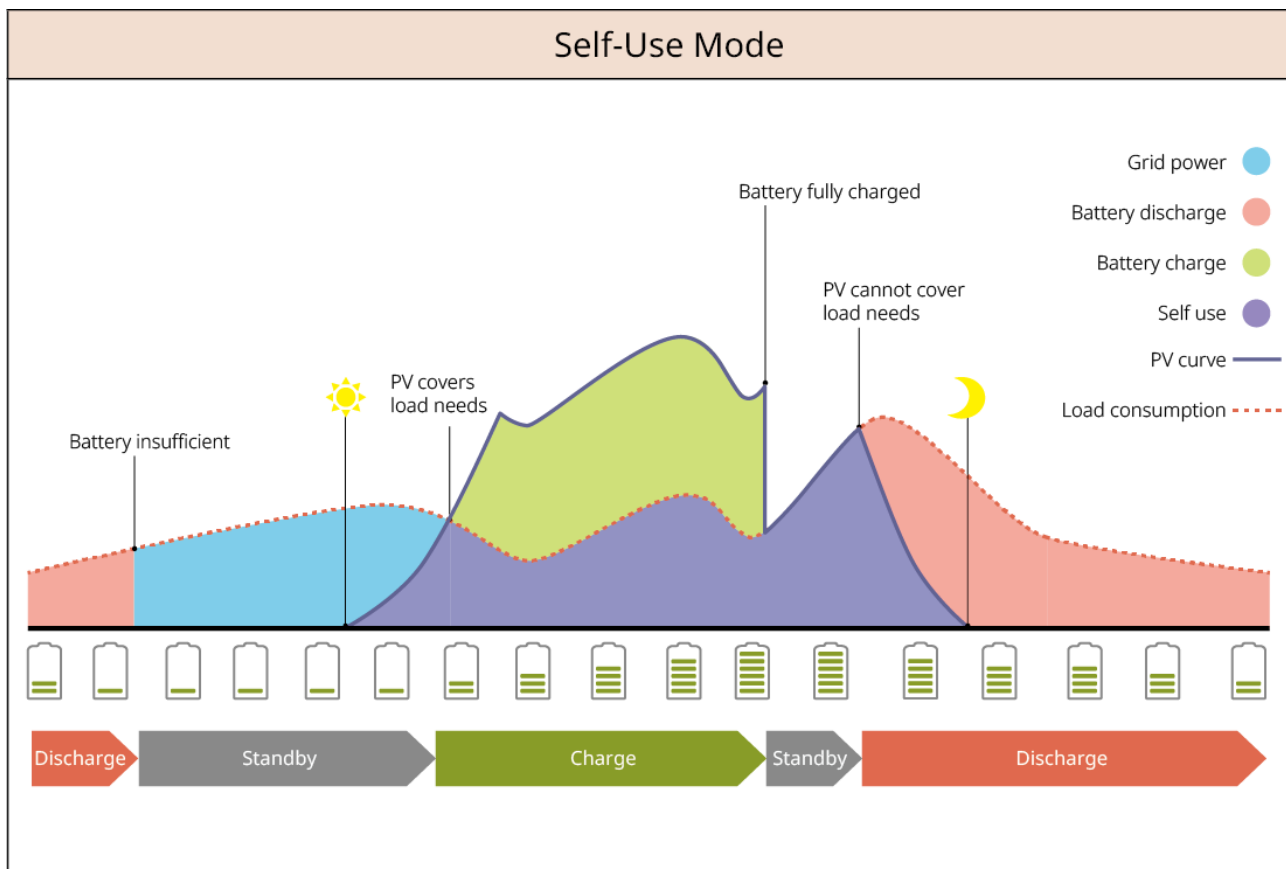 Self-Use Mode
Grid power
Battery discharge
Battery charge
Self use
PV curve
Load consumption
Battery fully charged
PV cannot cover
load needs
PV covers
load needs
Battery insufficient
Discharge
Standby
Charge
Standby
Discharge